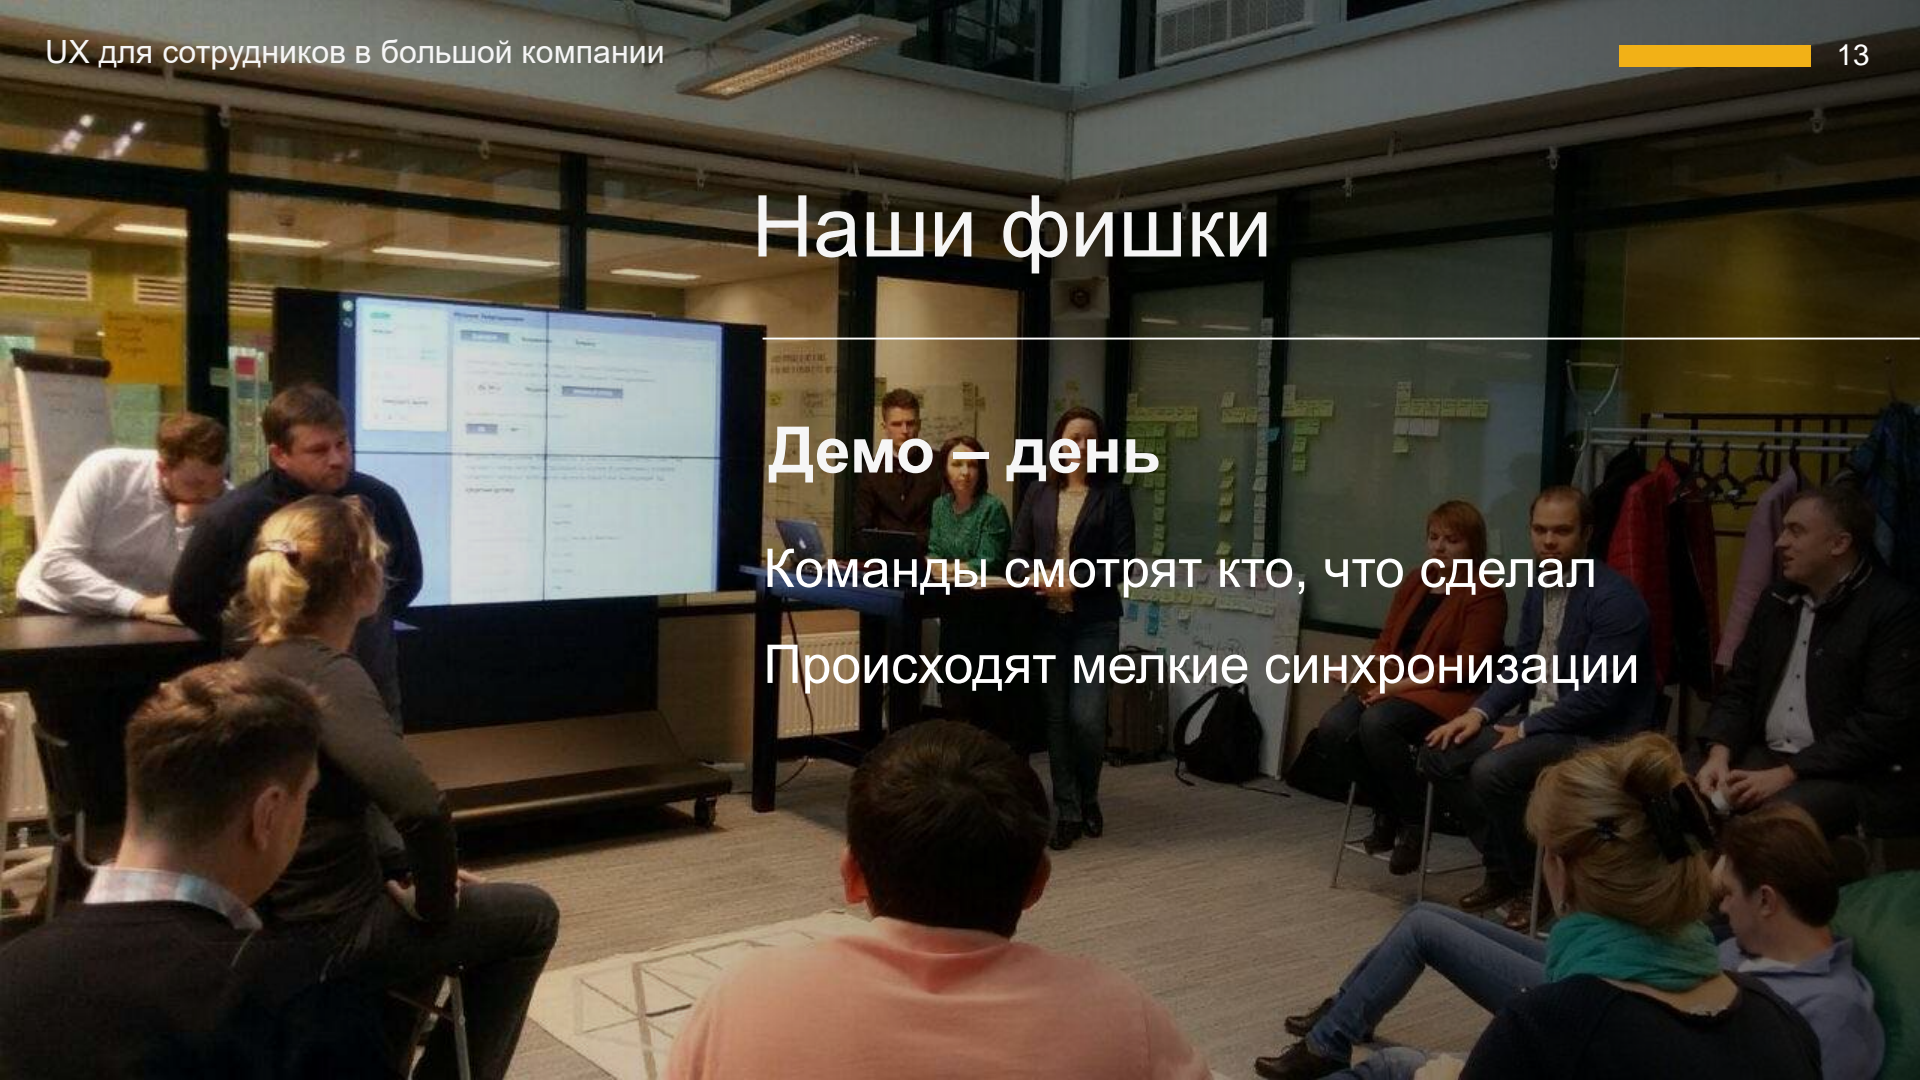 UX для сотрудников в большой компании
13
Наши фишки
Демо – день
Команды смотрят кто, что сделал
Происходят мелкие синхронизации